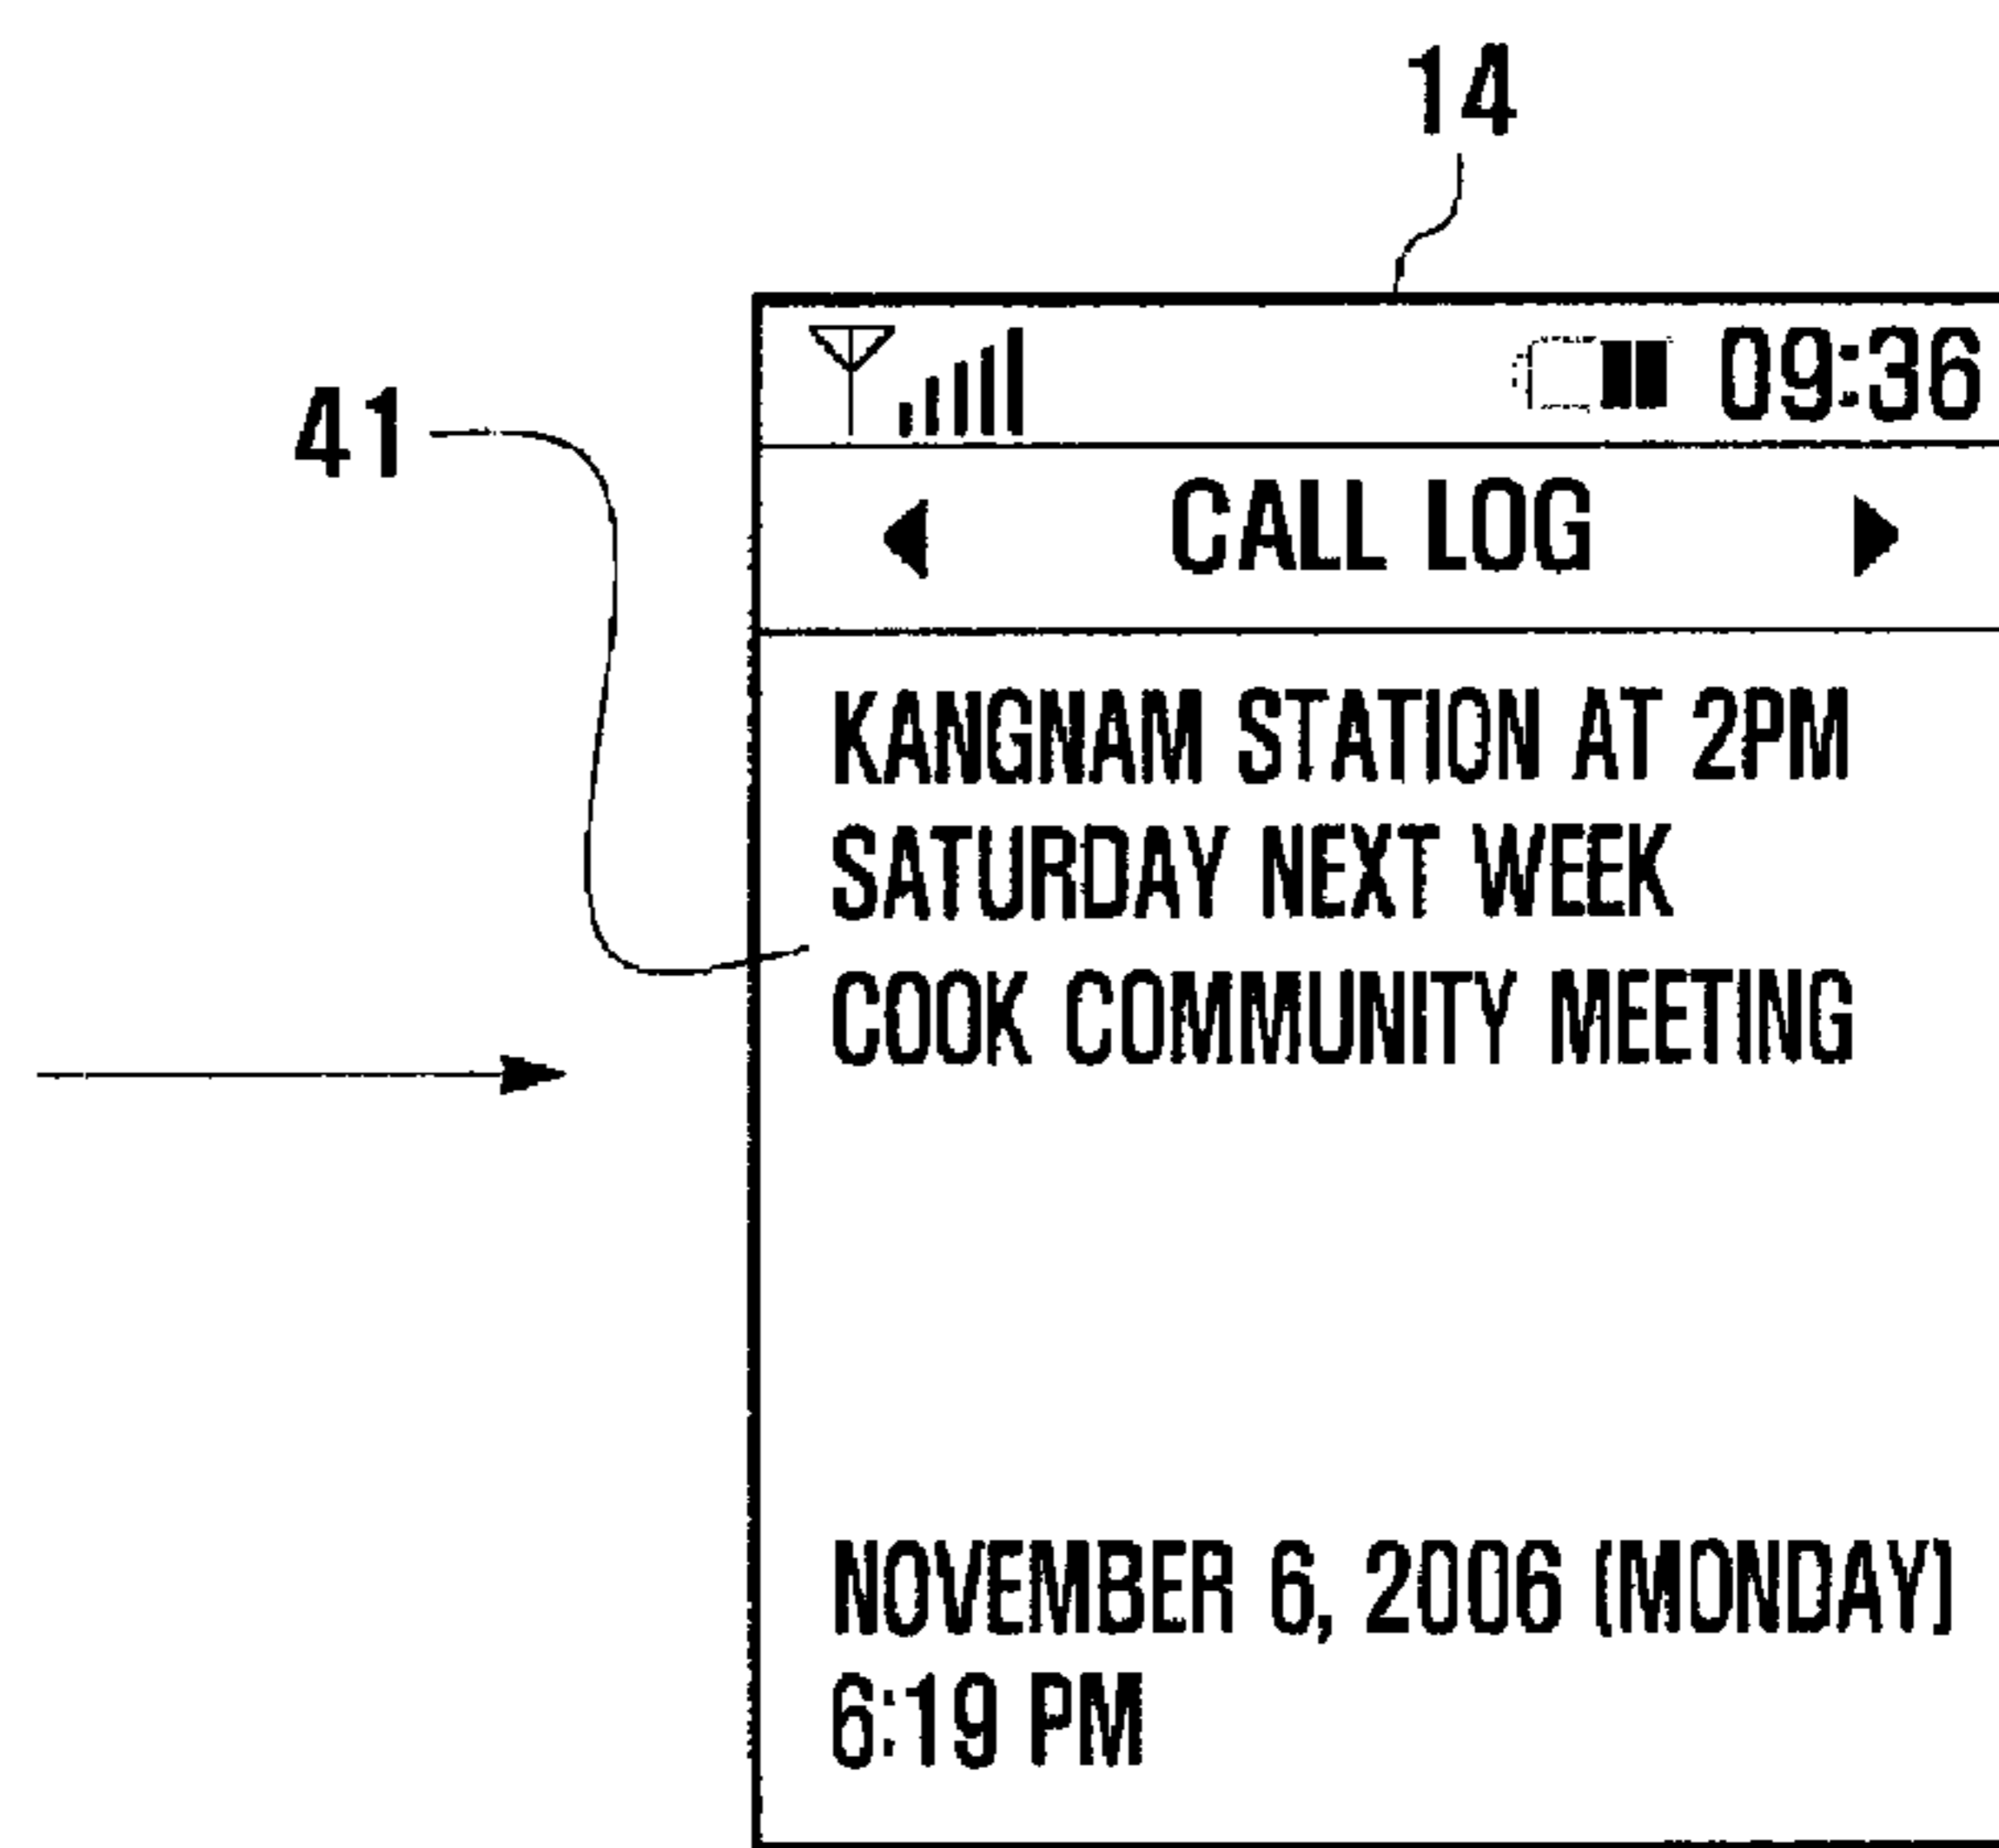 14
41
09:36
CALL LOG
KANGNAM STATION AT 2PM
SATURDAY NEXT WEEK
COOK COMMUNITY MEETING
NOVEMBER 6, 2006 (MONDAY)
6:19 PM